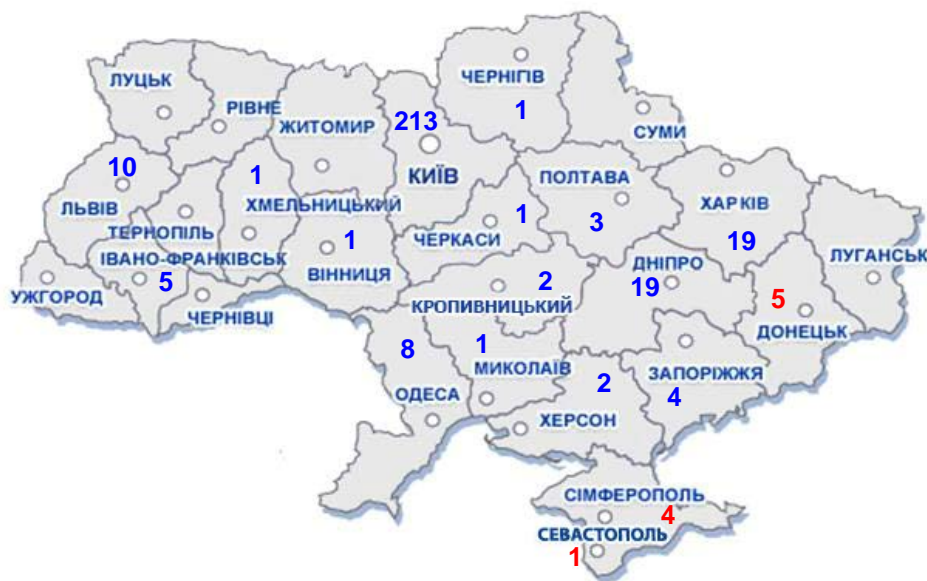 ЧЕРНІГІВ
1
ЛУЦЬК
РІВНЕ
ЖИТОМИР
213
СУМИ
10
ЛЬВІВ
1
ХМЕЛЬНИЦЬКИЙ
КИЇВ
ПОЛТАВА
3
ХАРКІВ
19
ТЕРНОПІЛЬ
1
ВІННИЦЯ
ЧЕРКАСИ
1
ЛУГАНСЬК
ІВАНО-ФРАНКІВСЬК
5
УЖГОРОД
ЧЕРНІВЦІ
2
КРОПИВНИЦЬКИЙ
ДНІПРО
19
5
ДОНЕЦЬК
8
ОДЕСА
1
МИКОЛАЇВ
2
ХЕРСОН
ЗАПОРІЖЖЯ
4
СІМФЕРОПОЛЬ
4
СЕВАСТОПОЛЬ
1